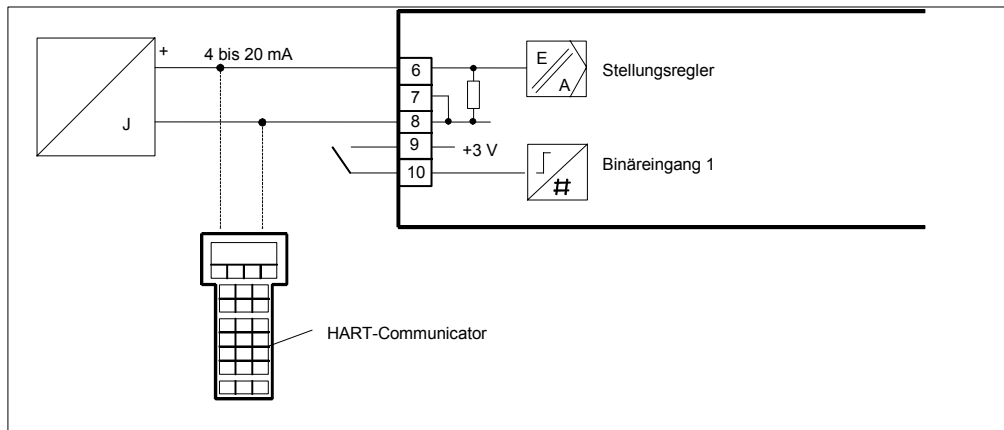 +
4 bis 20 mA
J
6
7
8
9
10
+3 V
E
A
Stellungsregler
Binäreingang 1
#
HART-Communicator